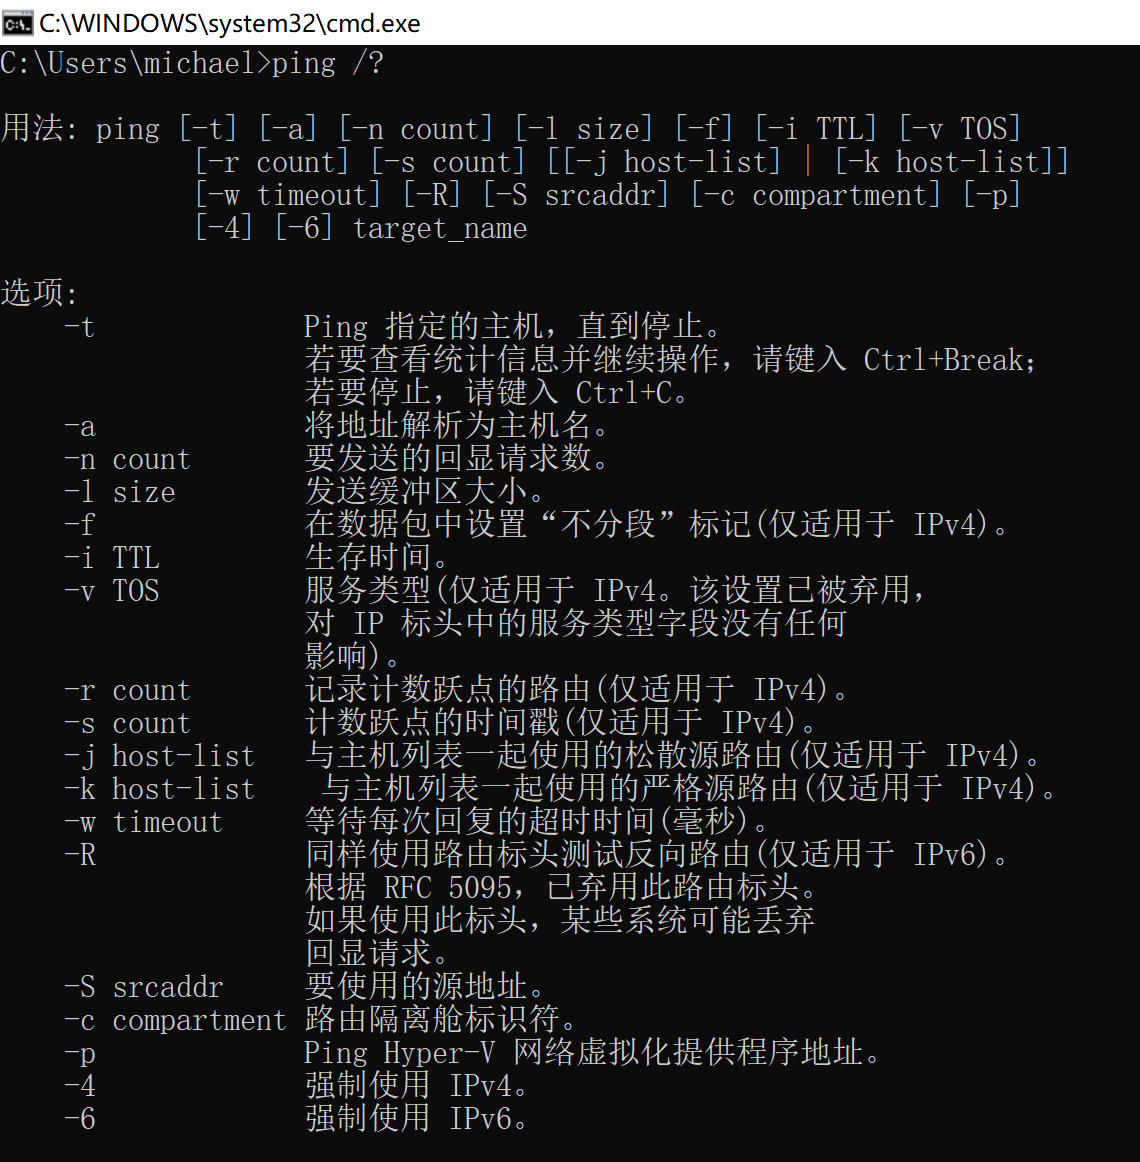 C:\WINDOWS\system32\cmd.exe
C:\Users\michael>ping /?
用法: ping [-t] [-a] [-n count] [-l size] [-f] [-i TTL] [-v TOS]
[-r count] [-s count] [[-j host-list] | [-k host-list]]
[-w timeout] [-R] [-S srcaddr] [-c compartment] [-p]
[-4] [-6] target_name
选项:
-t Ping 指定的主机，直到停止。
若要查看统计信息并继续操作，请键入 Ctrl+Break；
若要停止，请键入 Ctrl+C。
-a 将地址解析为主机名。
-n count 要发送的回显请求数。
-l size 发送缓冲区大小。
-f 在数据包中设置“不分段”标记(仅适用于 IPv4)。
-i TTL 生存时间。
-v TOS 服务类型(仅适用于 IPv4。该设置已被弃用，
对 IP 标头中的服务类型字段没有任何
影响)。
-r count 记录计数跃点的路由(仅适用于 IPv4)。
-s count 计数跃点的时间戳(仅适用于 IPv4)。
-j host-list 与主机列表一起使用的松散源路由(仅适用于 IPv4)。
-k host-list 与主机列表一起使用的严格源路由(仅适用于 IPv4)。
-w timeout 等待每次回复的超时时间(毫秒)。
-R 同样使用路由标头测试反向路由(仅适用于 IPv6)。
根据 RFC 5095，已弃用此路由标头。
如果使用此标头，某些系统可能丢弃
回显请求。
-S srcaddr 要使用的源地址。
-c compartment 路由隔离舱标识符。
-p Ping Hyper-V 网络虚拟化提供程序地址。
-4 强制使用 IPv4。
-6 强制使用 IPv6。